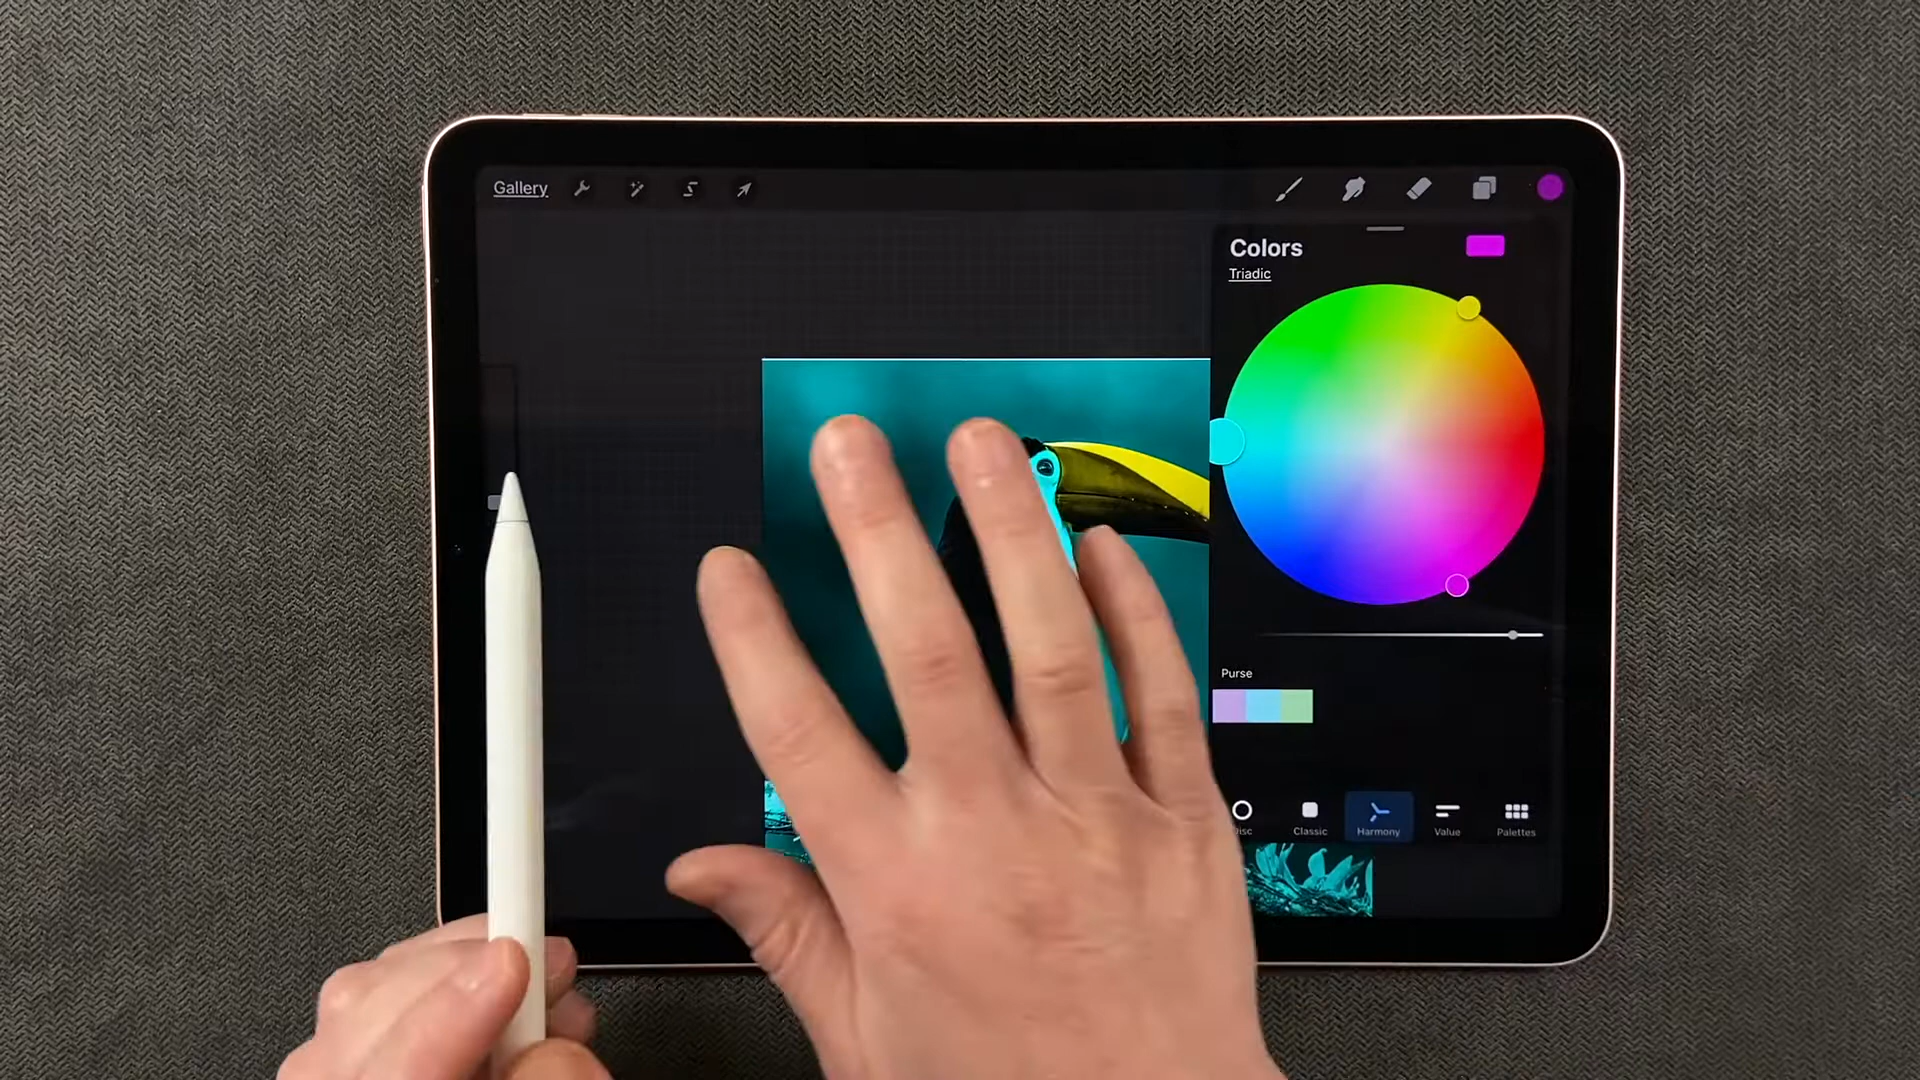 Gallery
Colors
Triadic
Purse
Classic
Harmony
Value
Palettes